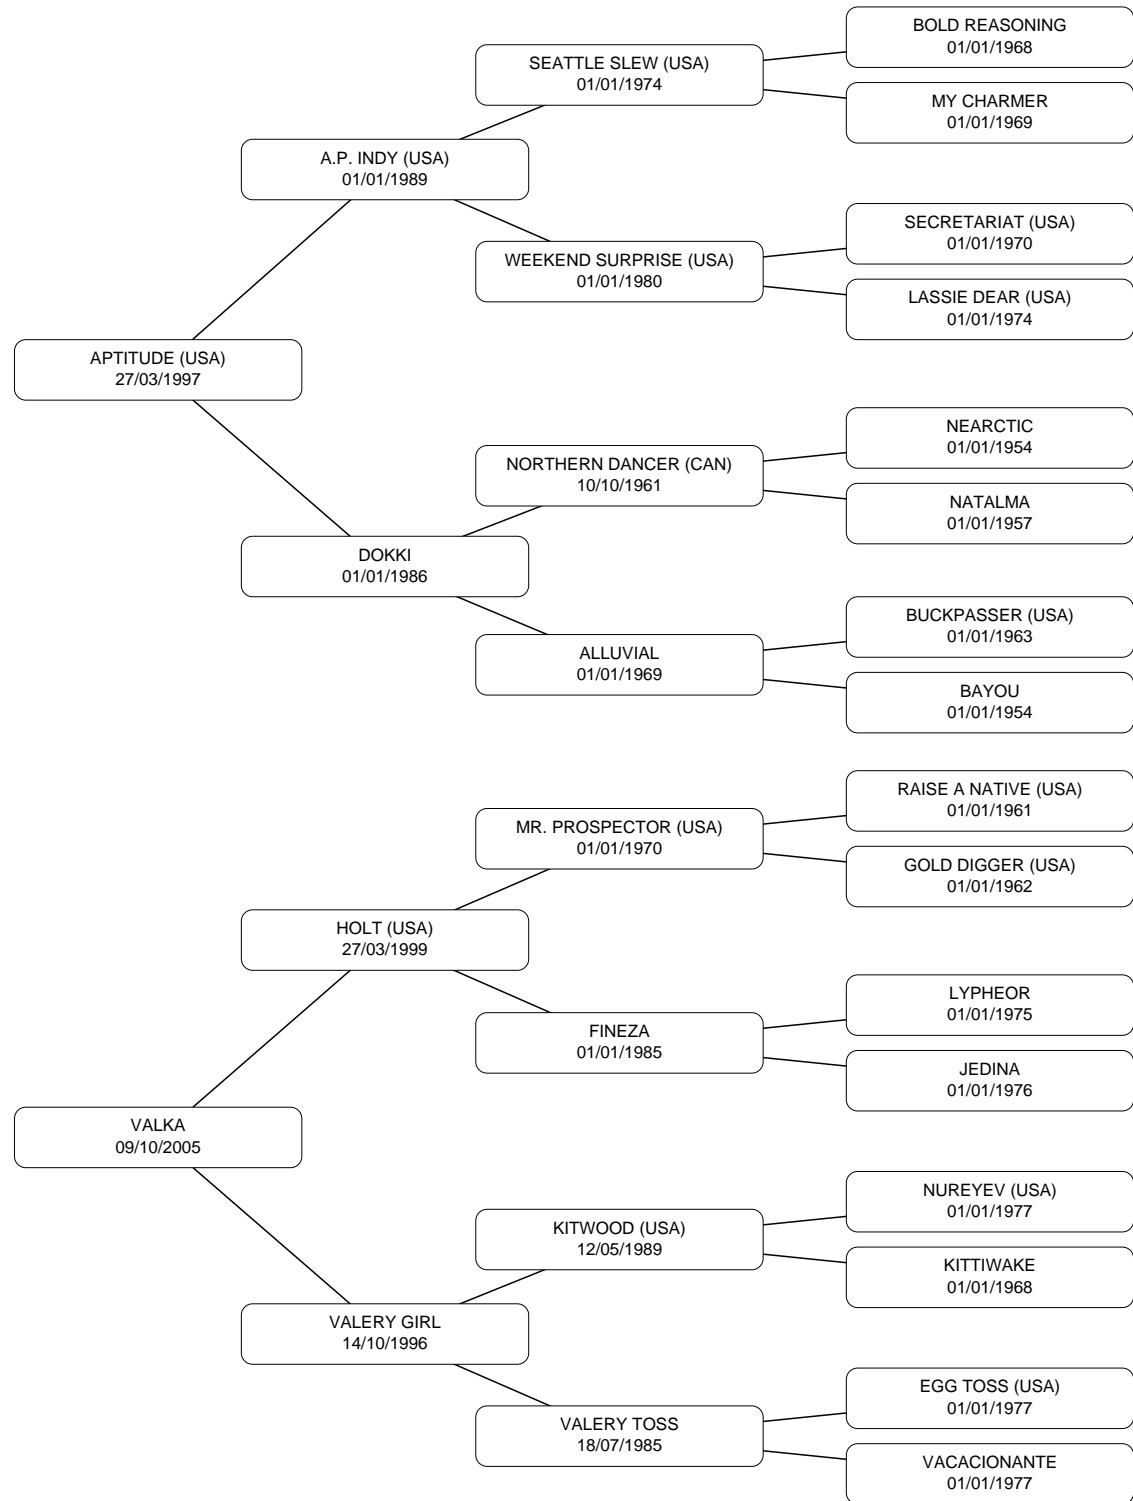 BOLD REASONING
01/01/1968
SEATTLE SLEW (USA)
01/01/1974
MY CHARMER
01/01/1969
A.P. INDY (USA)
01/01/1989
SECRETARIAT (USA)
01/01/1970
WEEKEND SURPRISE (USA)
01/01/1980
LASSIE DEAR (USA)
01/01/1974
APTITUDE (USA)
27/03/1997
NEARCTIC
01/01/1954
NORTHERN DANCER (CAN)
10/10/1961
NATALMA
01/01/1957
DOKKI
01/01/1986
BUCKPASSER (USA)
01/01/1963
ALLUVIAL
01/01/1969
BAYOU
01/01/1954
RAISE A NATIVE (USA)
01/01/1961
MR. PROSPECTOR (USA)
01/01/1970
GOLD DIGGER (USA)
01/01/1962
HOLT (USA)
27/03/1999
LYPHEOR
01/01/1975
FINEZA
01/01/1985
JEDINA
01/01/1976
VALKA
09/10/2005
NUREYEV (USA)
01/01/1977
KITWOOD (USA)
12/05/1989
KITTIWAKE
01/01/1968
VALERY GIRL
14/10/1996
EGG TOSS (USA)
01/01/1977
VALERY TOSS
18/07/1985
VACACIONANTE
01/01/1977